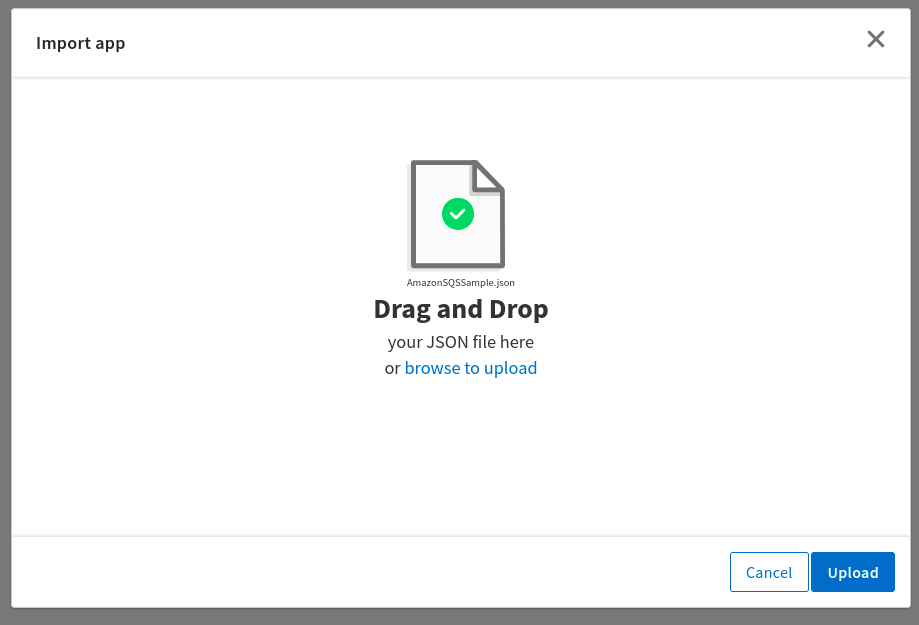 Import app
AmazonSQSSample.json
Drag and Drop
your JSON file here
or browse to upload
Cancel
Upload